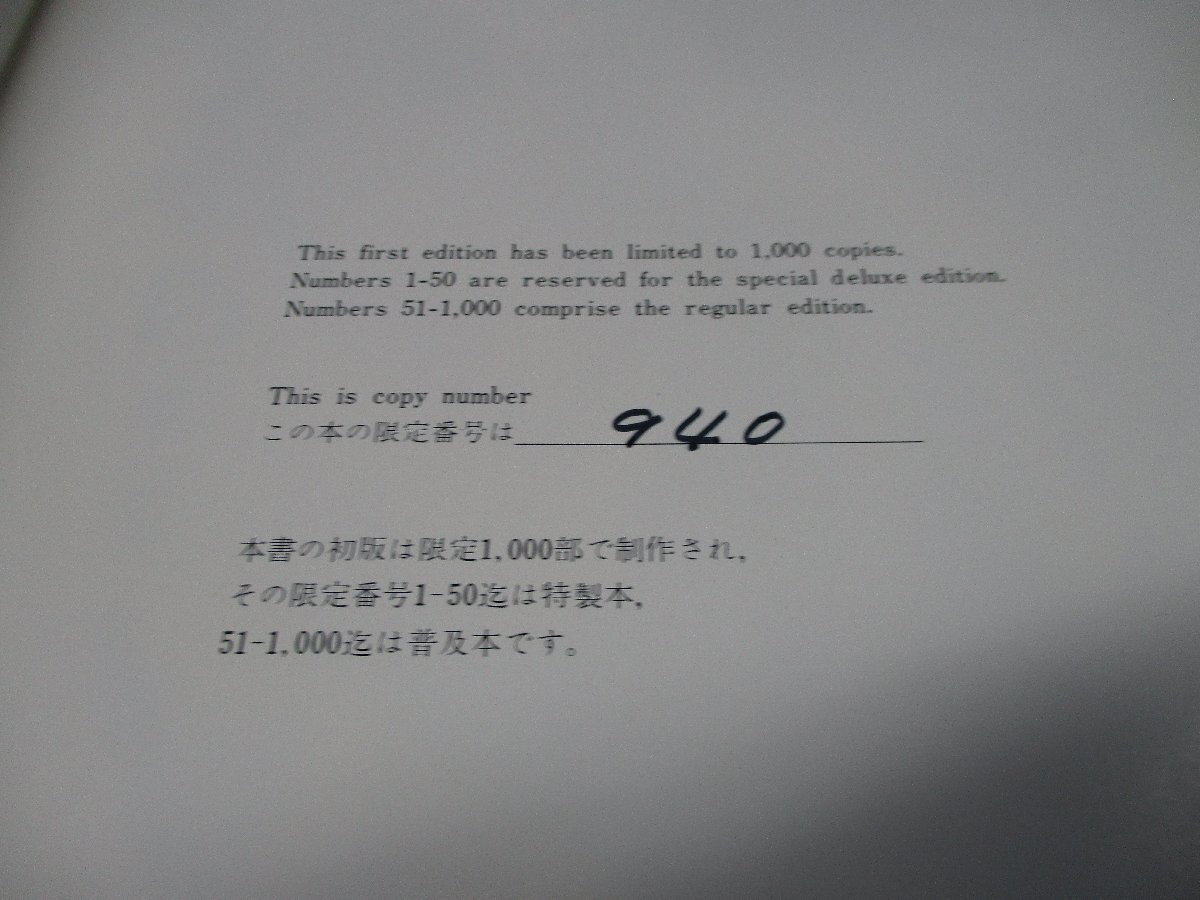 This first edition has been limited to 1,000 copies.
Numbers 1-50 are reserved for the special deluxe edition.
Numbers 51-1,000 comprise the regular edition.
This is copy number
この本の限定番号は 940
本書の初版は限定1,000部で制作され,
その限定番号1-50迄は特製本,
51-1,000迄は普及本です。